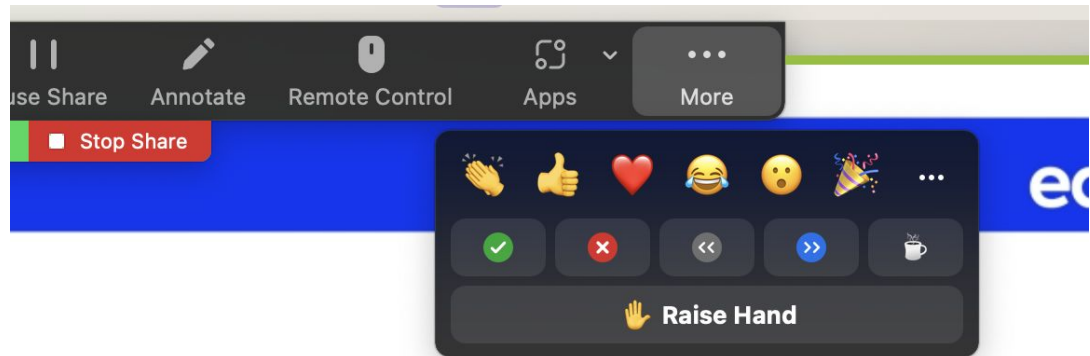 use Share Annotate Remote Control Apps More
Stop Share
ec
Raise Hand